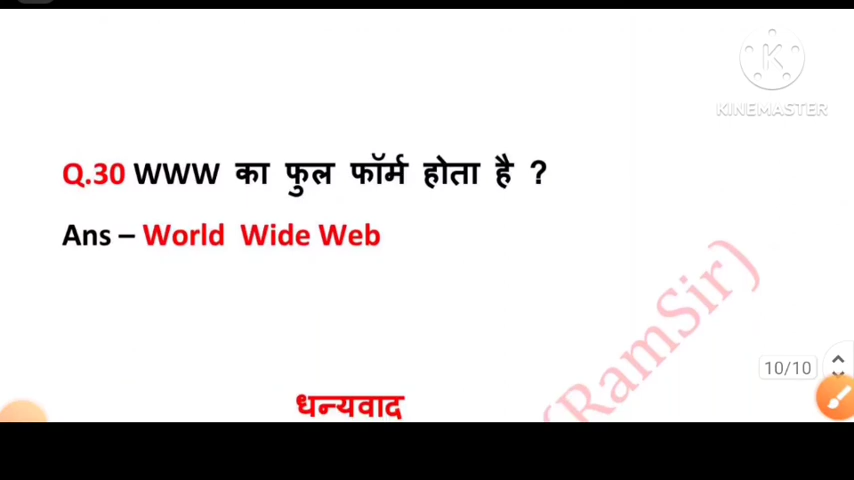 KINEMASTER
Q.30 WWW का फुल फॉर्म होता है ?
Ans – World Wide Web
(RamSir)
10/10
धन्यवाद